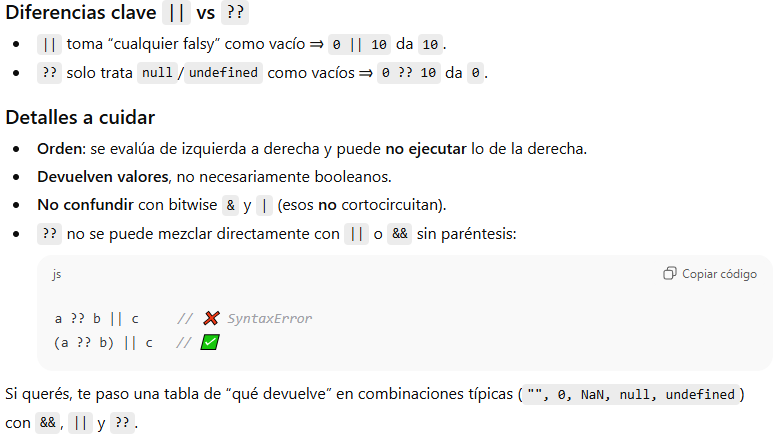 Diferencias clave || vs ??
• || toma “cualquier falsy” como vacío ⇒ 0 || 10 da 10.
• ?? solo trata null/undefined como vacíos ⇒ 0 ?? 10 da 0.
Detalles a cuidar
• Orden: se evalúa de izquierda a derecha y puede no ejecutar lo de la derecha.
• Devuelven valores, no necesariamente booleanos.
• No confundir con bitwise & y | (esos no cortocircuitan).
• ?? no se puede mezclar directamente con || o && sin paréntesis:
js Copiar código
a ?? b || c // ❌ SyntaxError
(a ?? b) || c // ✅
Si querés, te paso una tabla de “qué devuelve” en combinaciones típicas ("", 0, NaN, null, undefined)
con &&, || y ??.